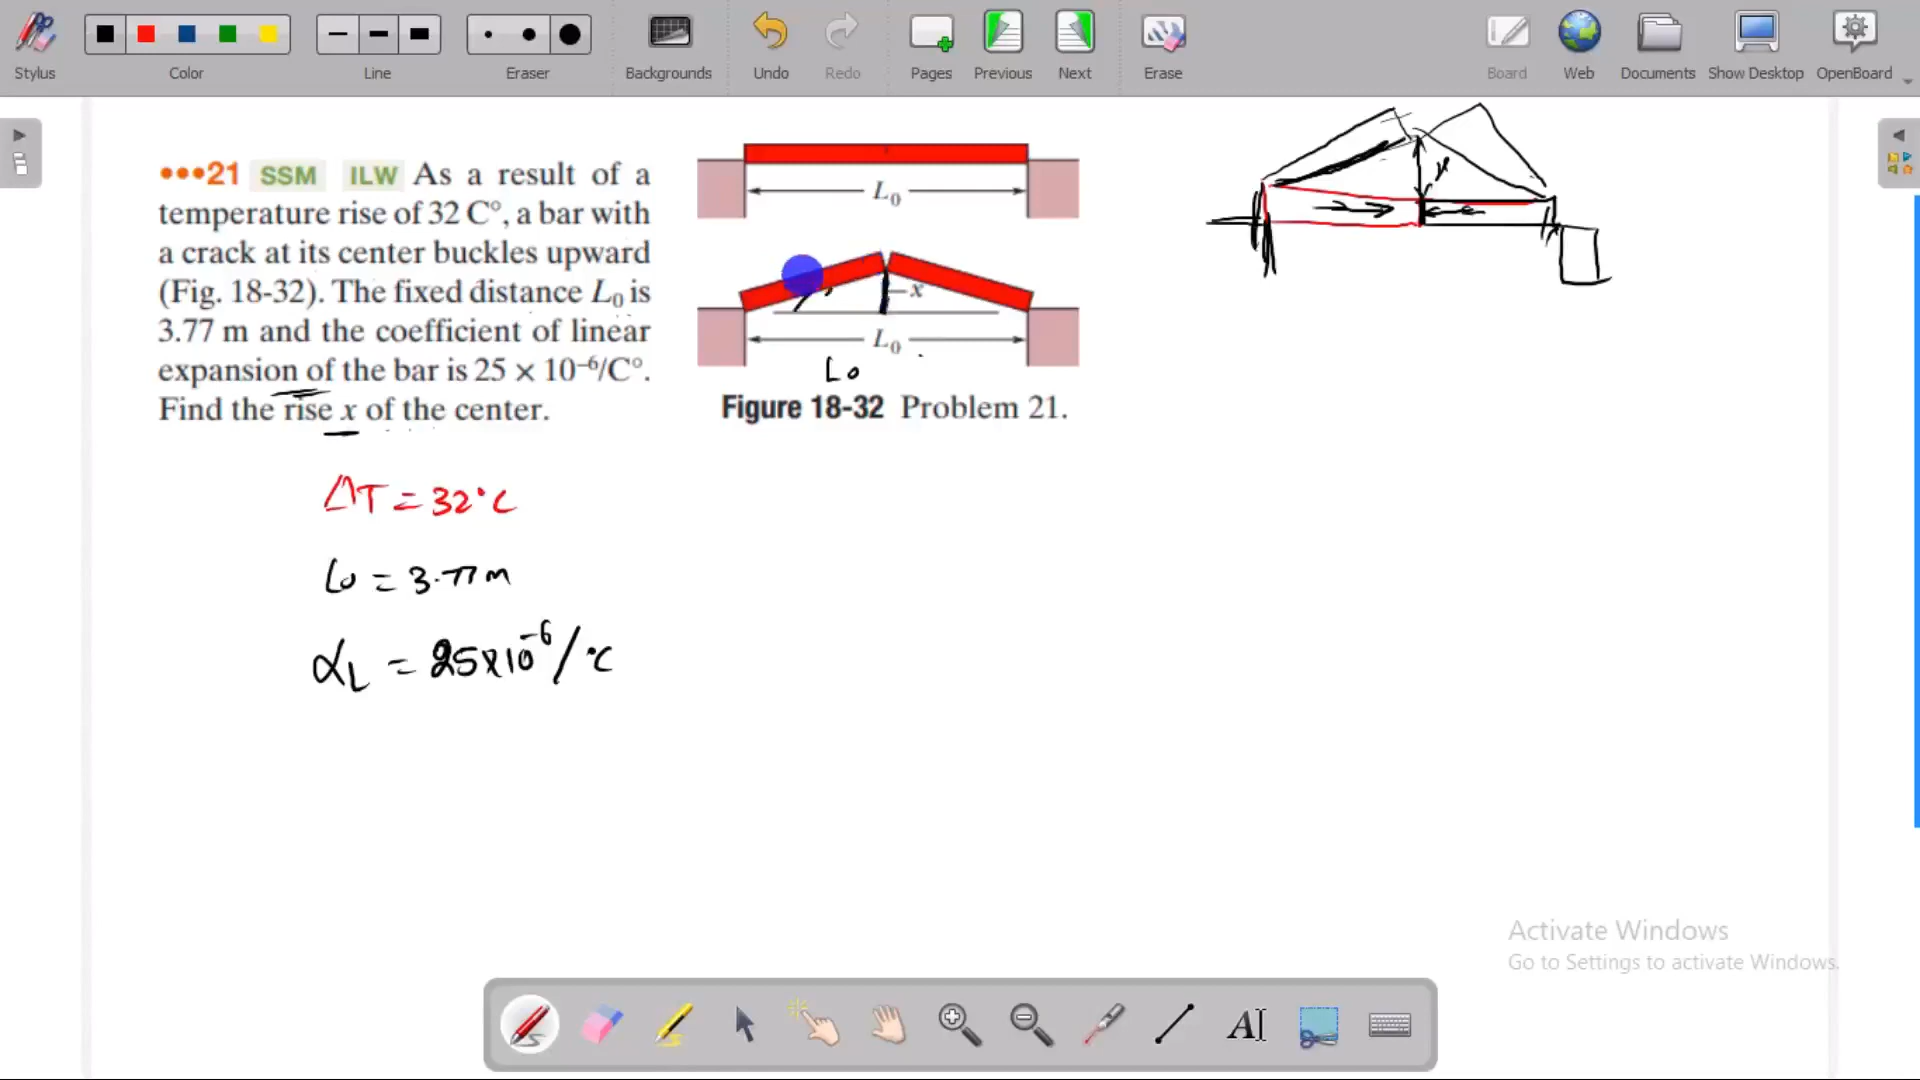 Stylus
Color
Line
Eraser
Backgrounds
Undo
Redo
Pages
Previous
Next
Erase
Board
Web
Documents
Show Desktop
OpenBoard
•••21 SSM ILW As a result of a
temperature rise of 32 C°, a bar with
a crack at its center buckles upward
(Fig. 18-32). The fixed distance L₀ is
3.77 m and the coefficient of linear
expansion of the bar is 25 × 10⁻⁶/C°.
Find the rise x of the center.
L₀
x
L₀
L₀
Figure 18-32 Problem 21.
x
ΔT = 32°C
L₀ = 3.77 m
α_L = 25×10⁻⁶/°C
Activate Windows
Go to Settings to activate Windows.
A